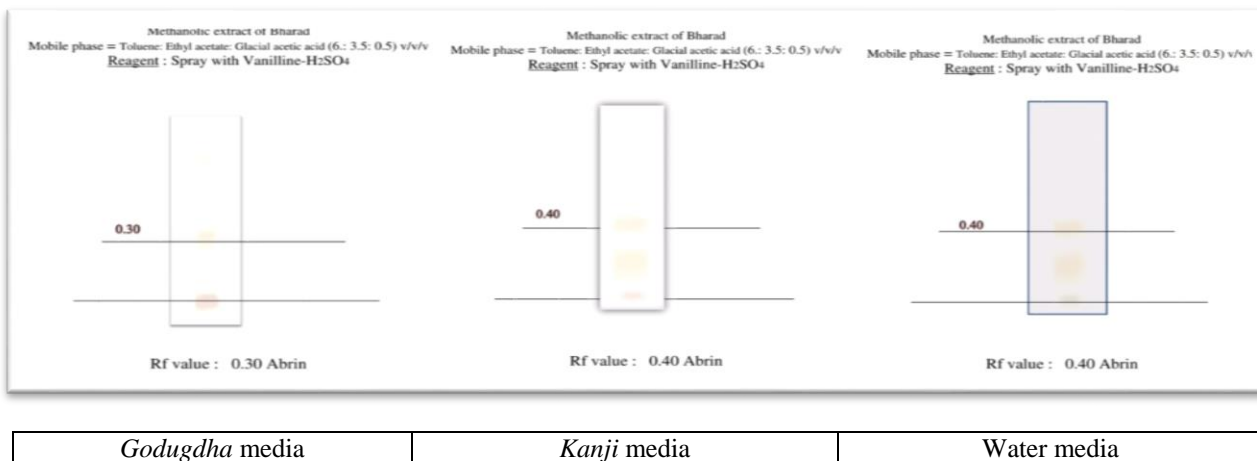 Methanolic extract of Bharad
Mobile phase = Toluene: Ethyl acetate: Glacial acetic acid (6.: 3.5: 0.5) v/v/v
Reagent : Spray with Vanilline-H2SO4
0.30
Rf value : 0.30 Abrin
Methanolic extract of Bharad
Mobile phase = Toluene: Ethyl acetate: Glacial acetic acid (6.: 3.5: 0.5) v/v/v
Reagent : Spray with Vanilline-H2SO4
0.40
Rf value : 0.40 Abrin
Methanolic extract of Bharad
Mobile phase = Toluene: Ethyl acetate: Glacial acetic acid (6.: 3.5: 0.5) v/v/v
Reagent : Spray with Vanilline-H2SO4
0.40
Rf value : 0.40 Abrin
Godugdha media
Kanji media
Water media